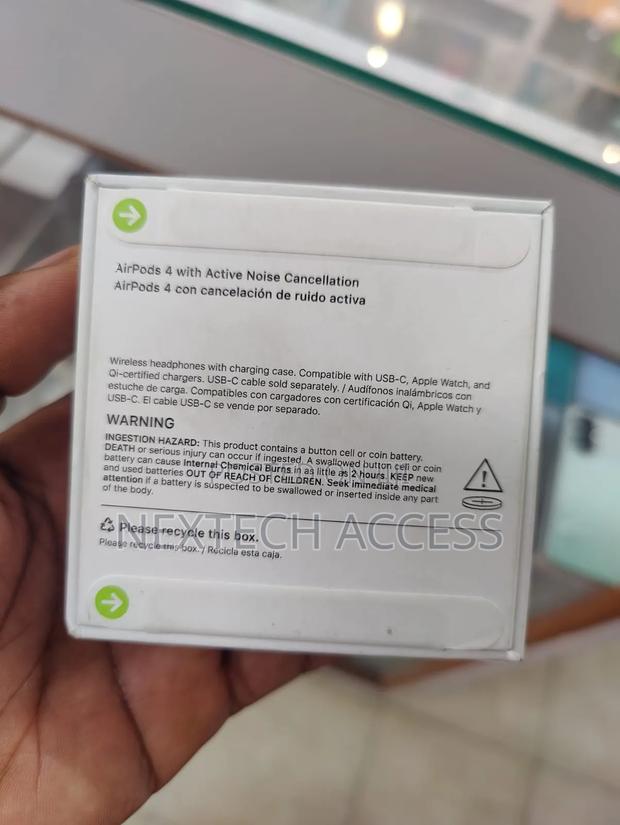 AirPods 4 with Active Noise Cancellation
AirPods 4 con cancelación de ruido activa
Wireless headphones with charging case. Compatible with USB-C, Apple Watch, and
Qi-certified chargers. USB-C cable sold separately. / Audífonos inalámbricos con
estuche de carga. Compatibles con cargadores con certificación Qi, Apple Watch y
USB-C. El cable USB-C se vende por separado.
WARNING
INGESTION HAZARD: This product contains a button cell or coin battery.
DEATH or serious injury can occur if ingested. A swallowed button cell or coin
battery can cause Internal Chemical Burns in as little as 2 hours. KEEP new
and used batteries OUT OF REACH OF CHILDREN. Seek immediate medical
attention if a battery is suspected to be swallowed or inserted inside any part
of the body.
NEXTECH ACCESS
Please recycle this box.
Please recycle this box. / Recicla esta caja.